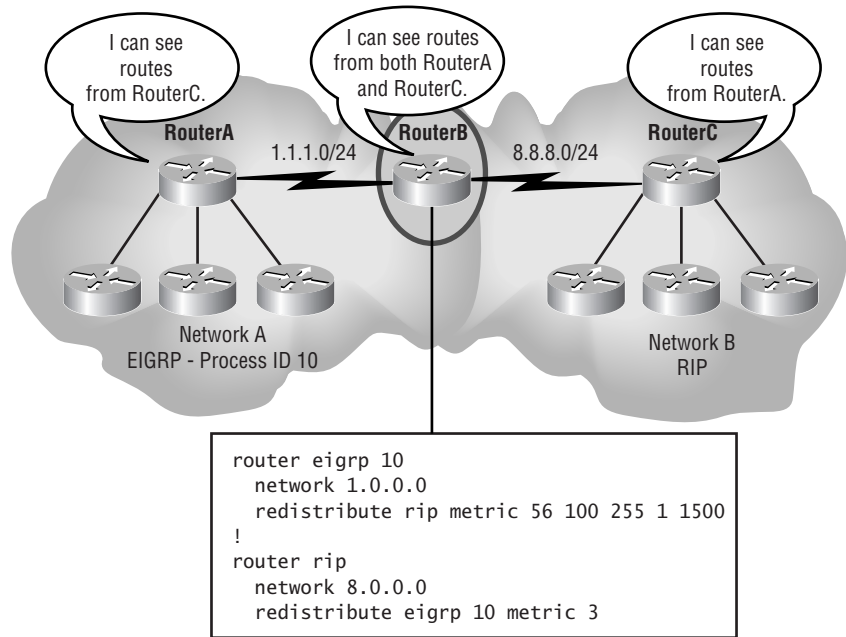 I can see
routes
from RouterC.
I can see routes
from both RouterA
and RouterC.
I can see
routes
from RouterA.
RouterA
RouterB
RouterC
1.1.1.0/24
8.8.8.0/24
Network A
EIGRP - Process ID 10
Network B
RIP
router eigrp 10
network 1.0.0.0
redistribute rip metric 56 100 255 1 1500
!
router rip
network 8.0.0.0
redistribute eigrp 10 metric 3